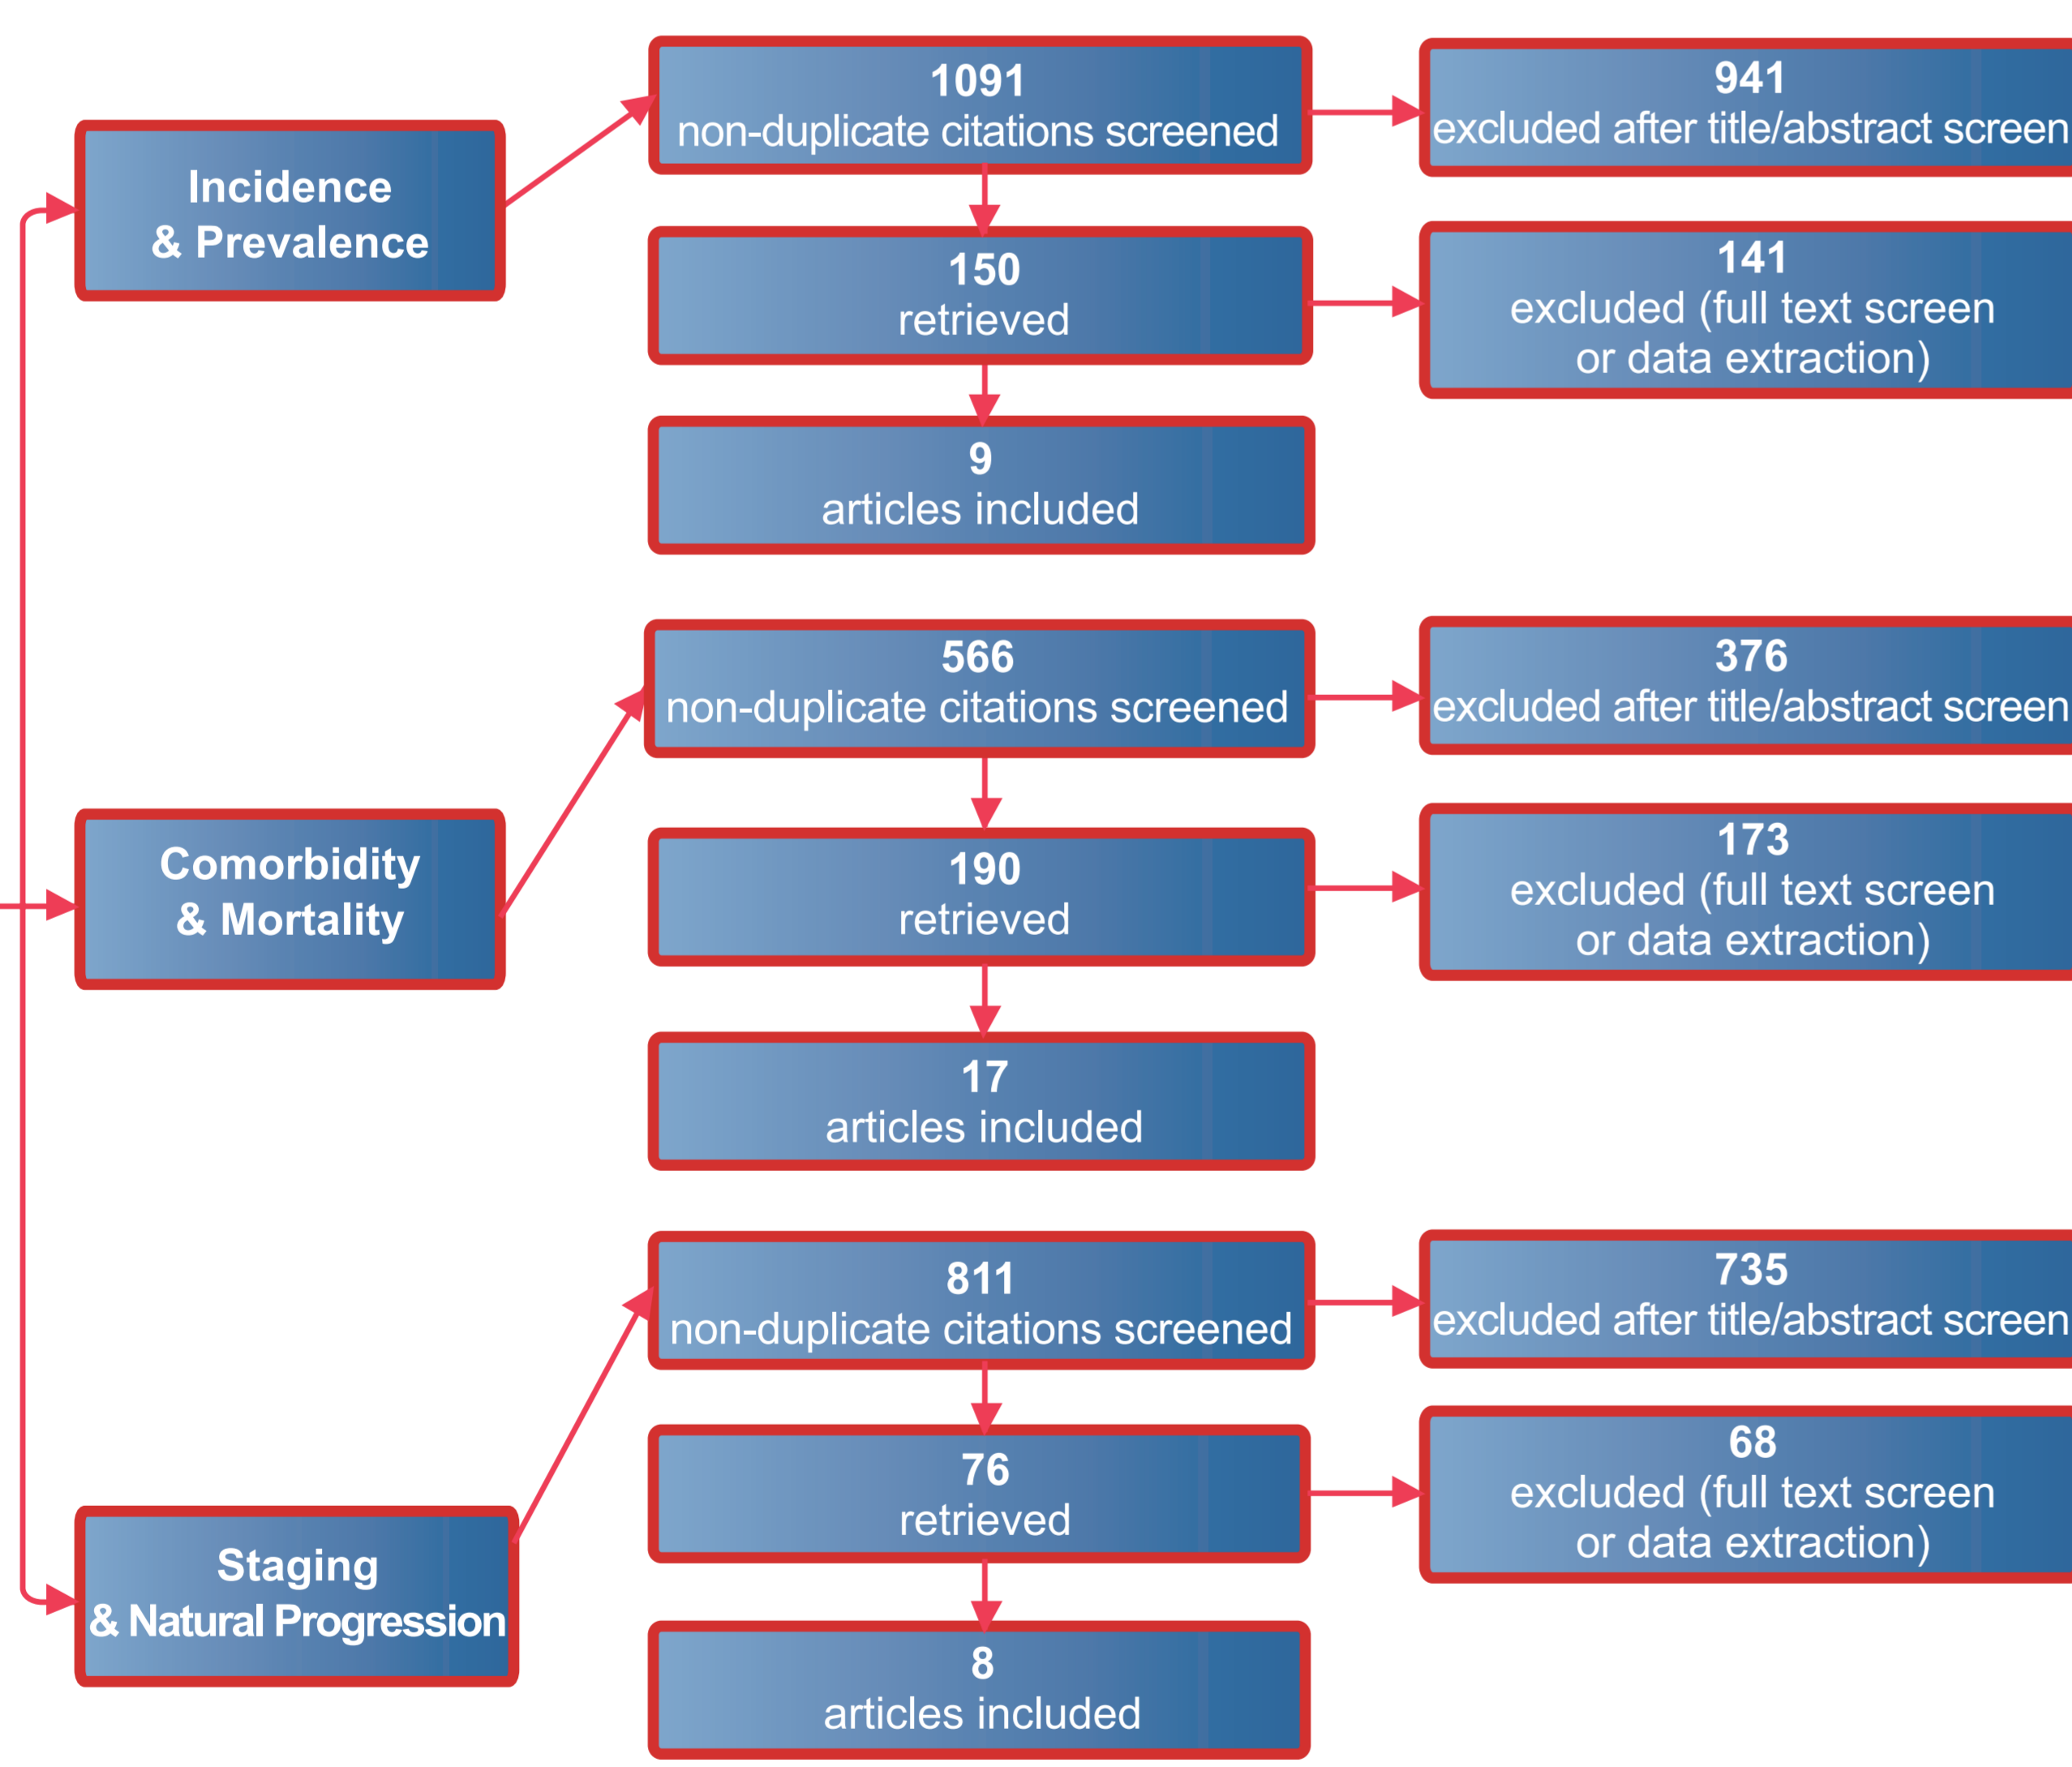 Incidence
& Prevalence
1091
non-duplicate citations screened
941
excluded after title/abstract screen
150
retrieved
141
excluded (full text screen
or data extraction)
9
articles included
Comorbidity
& Mortality
566
non-duplicate citations screened
376
excluded after title/abstract screen
190
retrieved
173
excluded (full text screen
or data extraction)
17
articles included
Staging
& Natural Progression
811
non-duplicate citations screened
735
excluded after title/abstract screen
76
retrieved
68
excluded (full text screen
or data extraction)
8
articles included